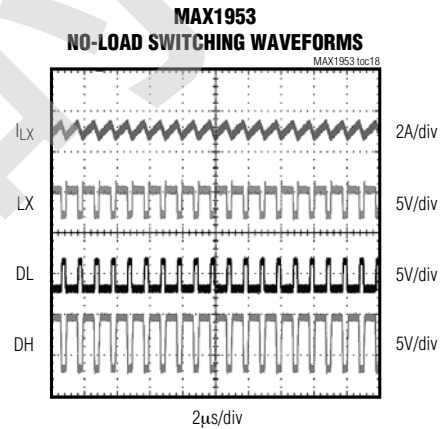 MAX1953
NO-LOAD SWITCHING WAVEFORMS
MAX1953 toc18
ILX
2A/div
LX
5V/div
DL
5V/div
DH
5V/div
2μs/div